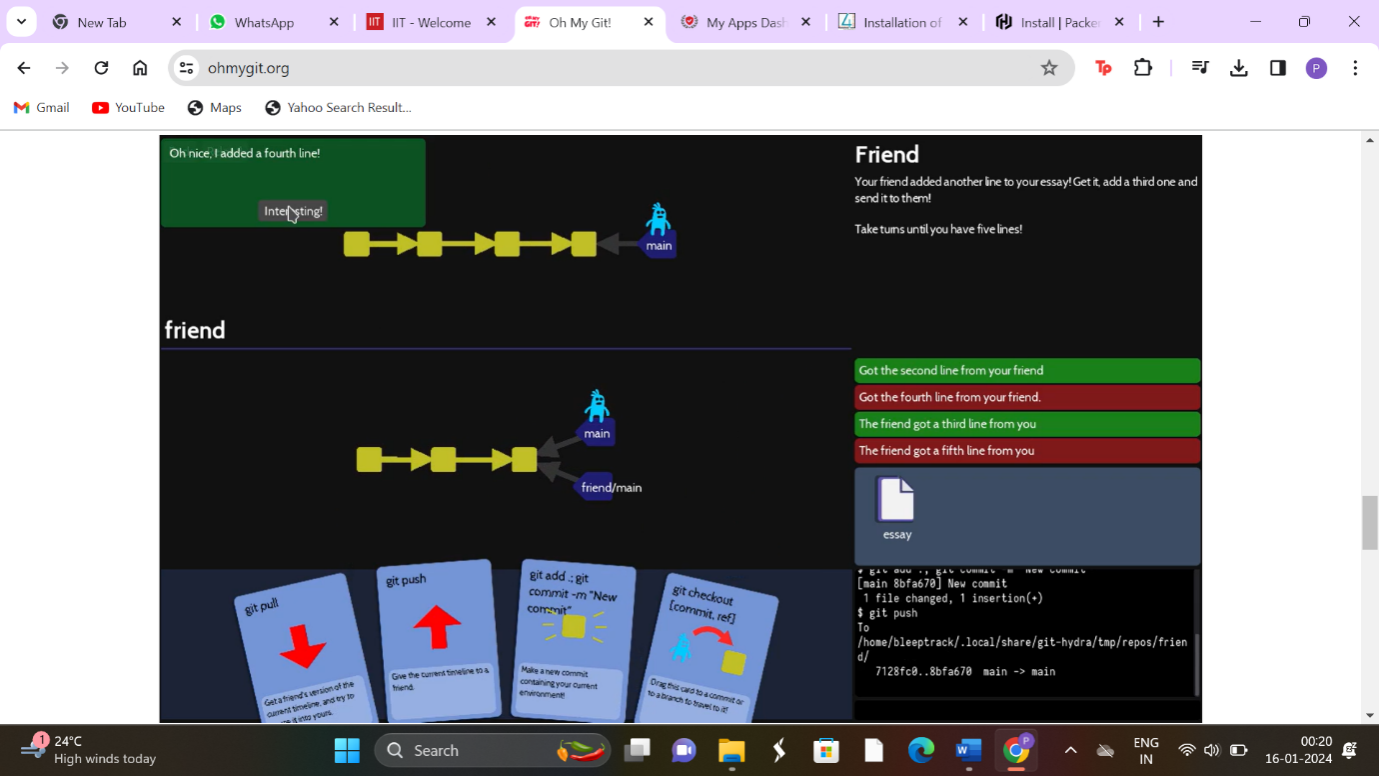 New Tab
WhatsApp
IIT - Welcome
Oh My Git!
My Apps Dash
Installation of
Install | Packer
ohmygit.org
Tp
P
Gmail
YouTube
Maps
Yahoo Search Result...
Oh nice, I added a fourth line!
Interesting!
main
Friend
Your friend added another line to your essay! Get it, add a third one and
send it to them!
Take turns until you have five lines!
friend
main
friend/main
Got the second line from your friend
Got the fourth line from your friend.
The friend got a third line from you
The friend got a fifth line from you
essay
git pull
Get a friend's version of the
current timeline, and try to
it into yours.
git push
Give the current timeline to a
friend.
git add .; git
commit -m "New
commit"
Make a new commit
containing your current
environment!
git checkout
[commit, ref]
Drag this card to a commit or
to a branch to travel to it!
$ git add .; git commit -m "New commit"
[main 8bfa670] New commit
1 file changed, 1 insertion(+)
$ git push
To
/home/bleeptrack/.local/share/git-hydra/tmp/repos/frien
d/
7128fc0..8bfa670 main -> main
1
24°C
High winds today
Search
ENG
IN
00:20
16-01-2024